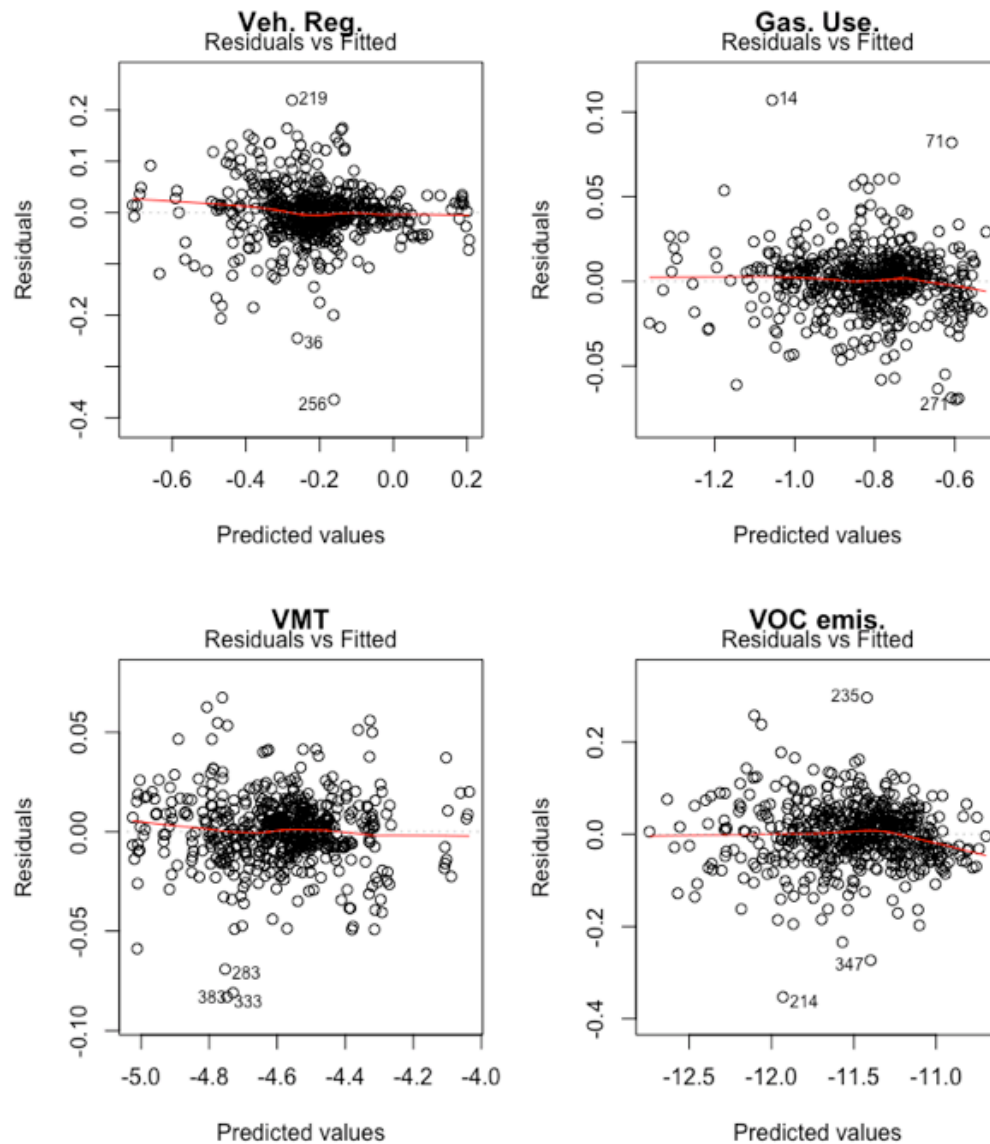 Veh. Reg.
Residuals vs Fitted
Residuals
0.2
0.0
-0.2
-0.4
219
36
256
-0.6 -0.4 -0.2 0.0 0.2
Predicted values
Gas. Use.
Residuals vs Fitted
Residuals
0.10
0.05
0.00
-0.05
14
71
271
-1.2 -1.0 -0.8 -0.6
Predicted values
VMT
Residuals vs Fitted
Residuals
0.05
0.00
-0.05
-0.10
283
383 333
-5.0 -4.8 -4.6 -4.4 -4.2 -4.0
Predicted values
VOC emis.
Residuals vs Fitted
Residuals
0.2
0.0
-0.2
-0.4
235
347
214
-12.5 -12.0 -11.5 -11.0
Predicted values